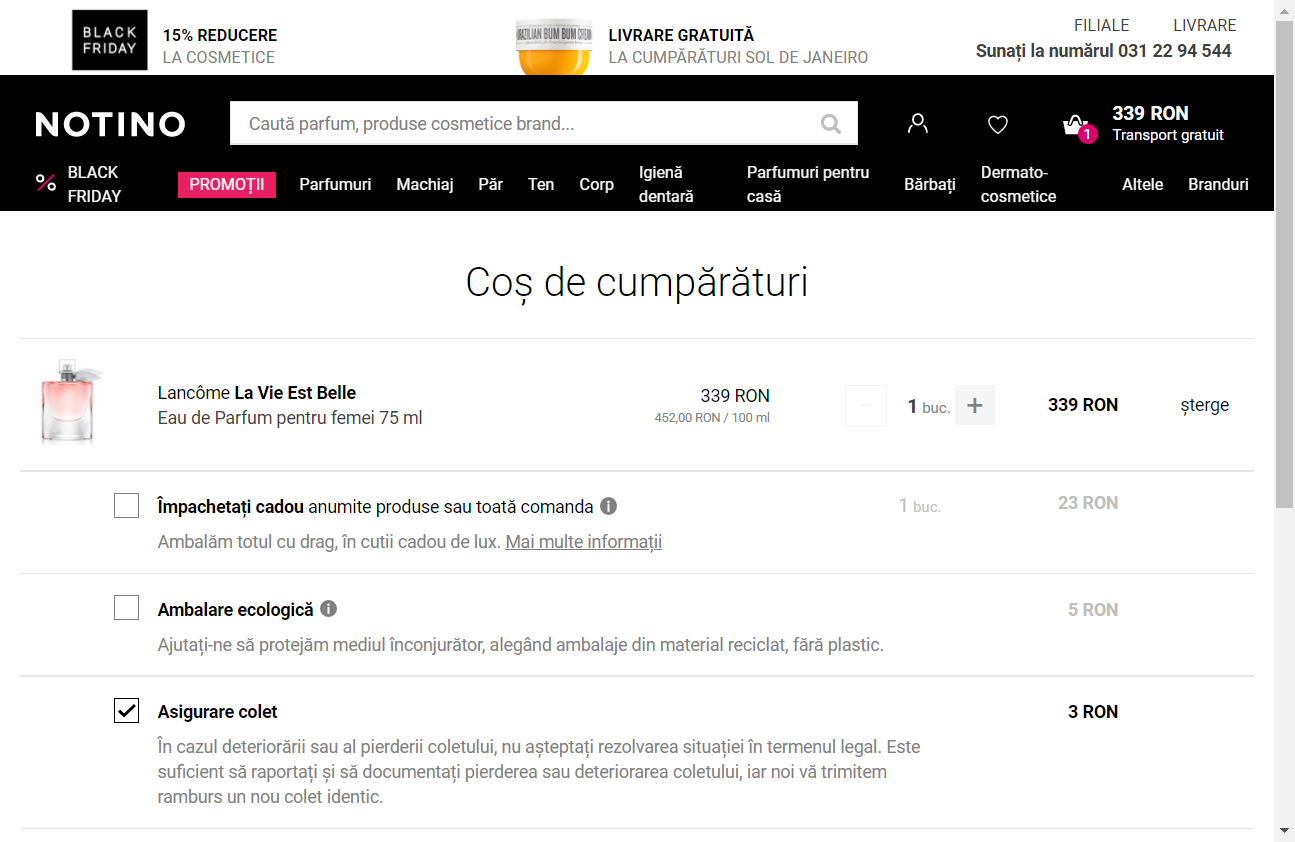 BLACK
FRIDAY
15% REDUCERE
LA COSMETICE
BRAZILIAN BUM BUM CREAM
LIVRARE GRATUITĂ
LA CUMPĂRĂTURI SOL DE JANEIRO
FILIALE LIVRARE
Sunați la numărul 031 22 94 544
NOTINO
Caută parfum, produse cosmetice brand...
1
339 RON
Transport gratuit
% BLACK
FRIDAY
PROMOȚII
Parfumuri
Machiaj
Păr
Ten
Corp
Igienă
dentară
Parfumuri pentru
casă
Bărbați
Dermato-
cosmetice
Altele
Branduri
Coș de cumpărături
Lancôme La Vie Est Belle
Eau de Parfum pentru femei 75 ml
339 RON
452,00 RON / 100 ml
− 1 buc. +
339 RON
șterge
Împachetați cadou anumite produse sau toată comanda i
1 buc.
23 RON
Ambalăm totul cu drag, în cutii cadou de lux. Mai multe informații
Ambalare ecologică i
5 RON
Ajutați-ne să protejăm mediul înconjurător, alegând ambalaje din material reciclat, fără plastic.
Asigurare colet
3 RON
În cazul deteriorării sau al pierderii coletului, nu așteptați rezolvarea situației în termenul legal. Este
suficient să raportați și să documentați pierderea sau deteriorarea coletului, iar noi vă trimitem
ramburs un nou colet identic.